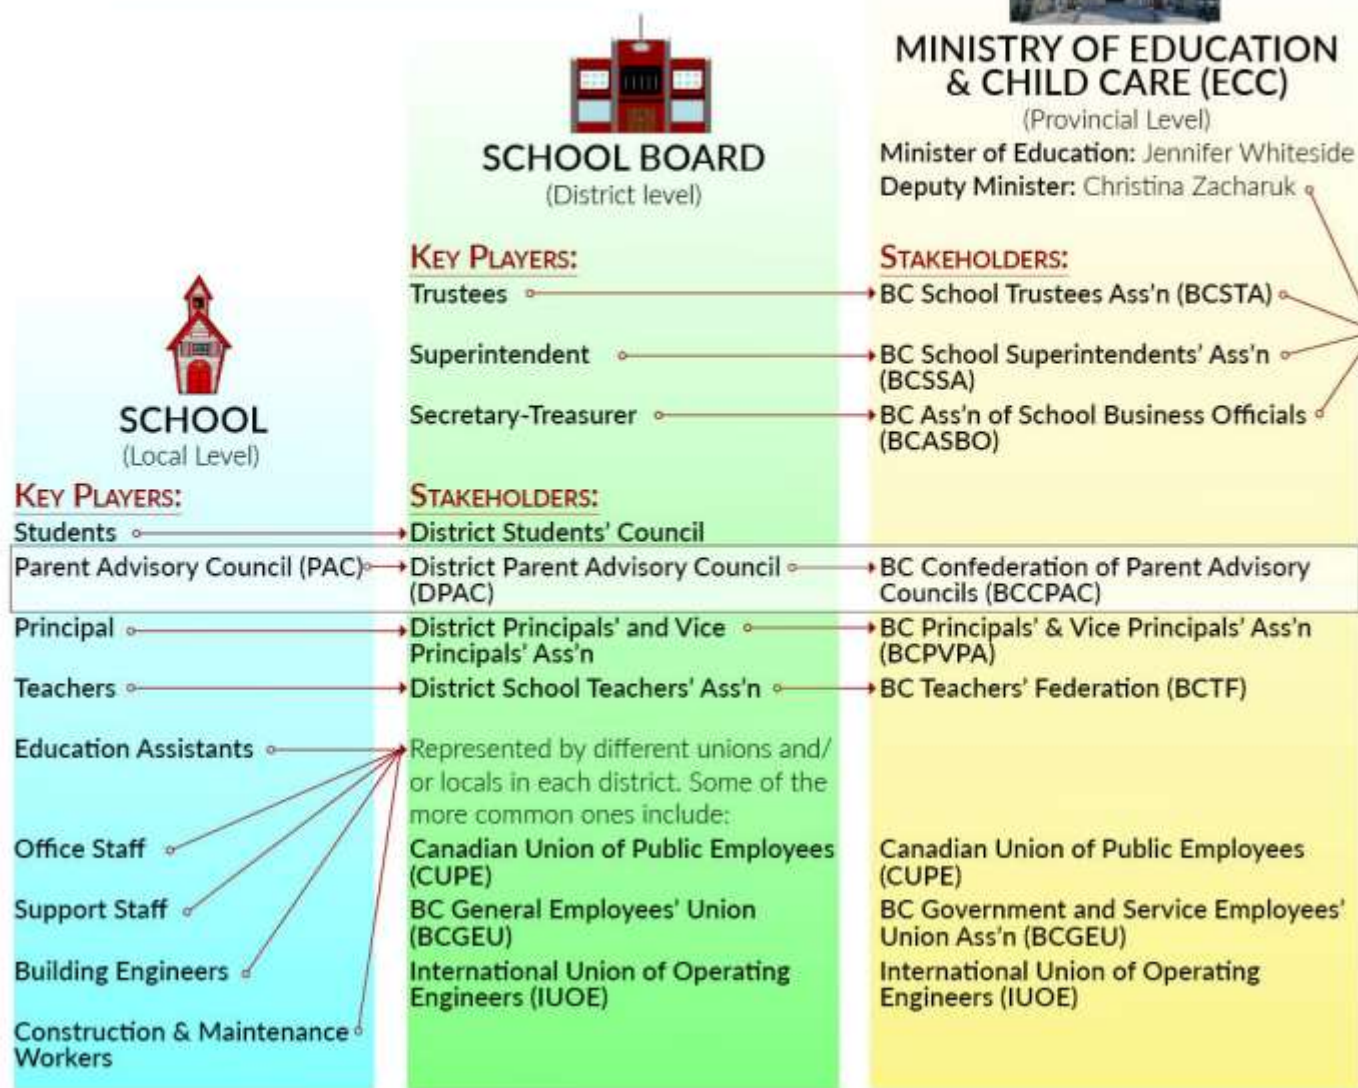 SCHOOL
(Local Level)
KEY PLAYERS:
Students
Parent Advisory Council (PAC)
Principal
Teachers
Education Assistants
Office Staff
Support Staff
Building Engineers
Construction & Maintenance
Workers
SCHOOL BOARD
(District level)
KEY PLAYERS:
Trustees
Superintendent
Secretary-Treasurer
STAKEHOLDERS:
District Students' Council
District Parent Advisory Council
(DPAC)
District Principals' and Vice
Principals' Ass'n
District School Teachers' Ass'n
Represented by different unions and/
or locals in each district. Some of the
more common ones include:
Canadian Union of Public Employees
(CUPE)
BC General Employees' Union
(BCGEU)
International Union of Operating
Engineers (IUOE)
MINISTRY OF EDUCATION
& CHILD CARE (ECC)
(Provincial Level)
Minister of Education: Jennifer Whiteside
Deputy Minister: Christina Zacharuk
STAKEHOLDERS:
BC School Trustees Ass'n (BCSTA)
BC School Superintendents' Ass'n
(BCSSA)
BC Ass'n of School Business Officials
(BCASBO)
BC Confederation of Parent Advisory
Councils (BCCPAC)
BC Principals' & Vice Principals' Ass'n
(BCPVPA)
BC Teachers' Federation (BCTF)
Canadian Union of Public Employees
(CUPE)
BC Government and Service Employees'
Union Ass'n (BCGEU)
International Union of Operating
Engineers (IUOE)